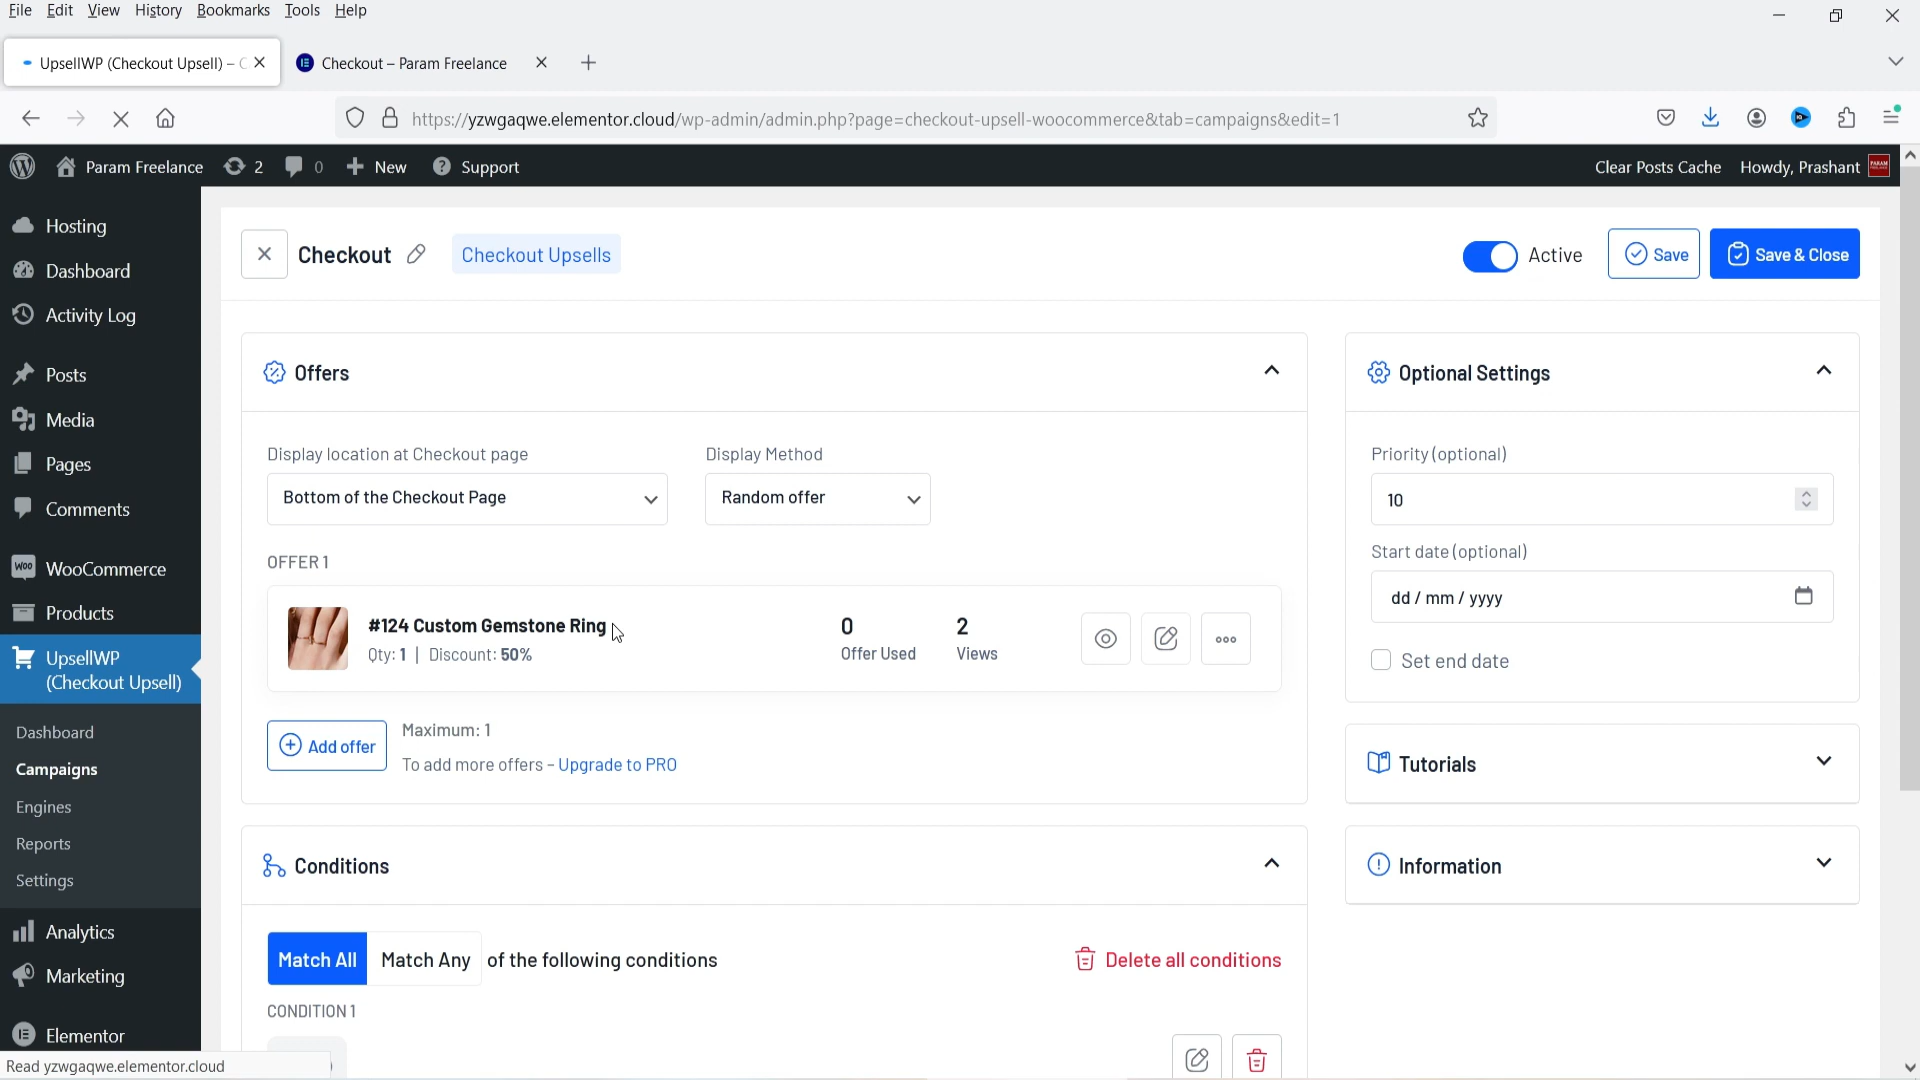 File Edit View History Bookmarks Tools Help
UpsellWP (Checkout Upsell) –
Checkout – Param Freelance
https://yzwgaqwe.elementor.cloud/wp-admin/admin.php?page=checkout-upsell-woocommerce&tab=campaigns&edit=1
Param Freelance 2 0 New Support Clear Posts Cache Howdy, Prashant
Hosting
Dashboard
Activity Log
Posts
Media
Pages
Comments
WooCommerce
Products
UpsellWP
(Checkout Upsell)
Dashboard
Campaigns
Engines
Reports
Settings
Analytics
Marketing
Elementor
Read yzwgaqwe.elementor.cloud
Checkout Checkout Upsells Active Save Save & Close
Offers
Display location at Checkout page Display Method
Bottom of the Checkout Page Random offer
OFFER 1
#124 Custom Gemstone Ring 0 2
Qty: 1 | Discount: 50% Offer Used Views
Add offer
Maximum: 1
To add more offers – Upgrade to PRO
Conditions
Match All Match Any of the following conditions Delete all conditions
CONDITION 1
Optional Settings
Priority (optional)
10
Start date (optional)
dd / mm / yyyy
Set end date
Tutorials
Information